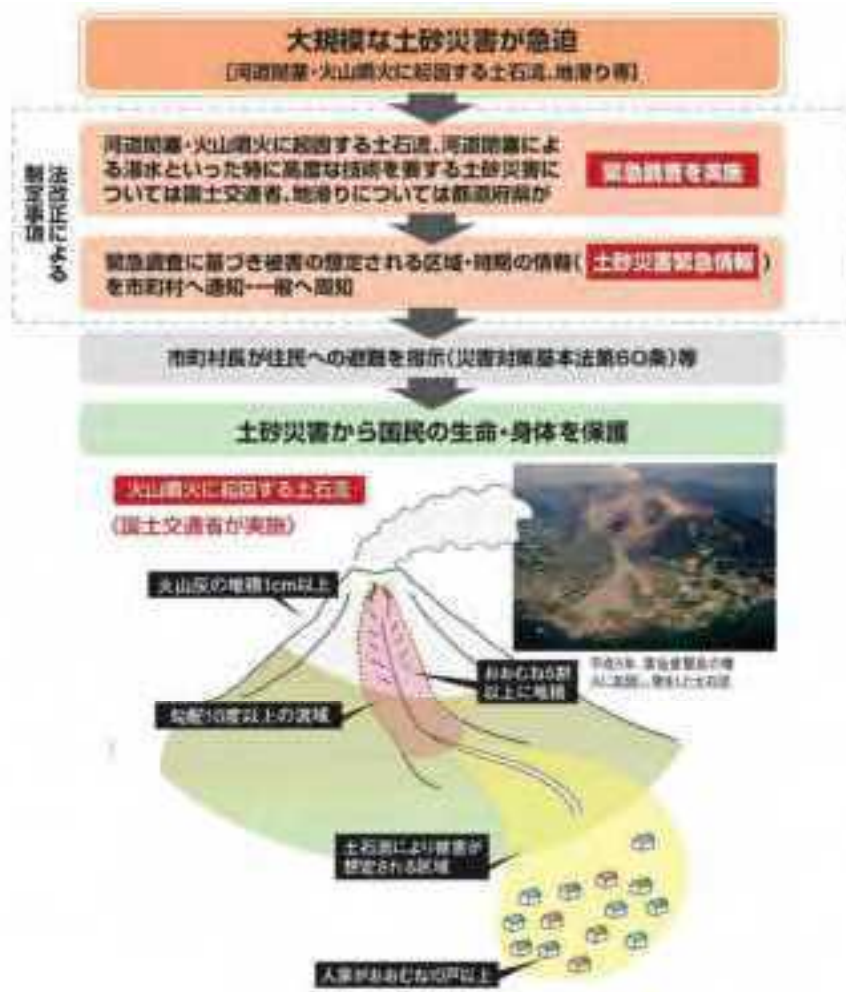 大規模な土砂災害が急迫
[河道閉塞・火山噴火に起因する土石流、地滑り等]
法改正による
制定事項
河道閉塞・火山噴火に起因する土石流、河道閉塞によ
る湛水といった特に高度な技術を要する土砂災害に
ついては国土交通省、地滑りについては都道府県が
緊急調査を実施
緊急調査に基づき被害の想定される区域・時期の情報(土砂災害緊急情報)
を市町村へ通知・一般へ周知
市町村長が住民への避難を指示(災害対策基本法第60条)等
土砂災害から国民の生命・身体を保護
火山噴火に起因する土石流
(国土交通省が実施)
火山灰の堆積1cm以上
おおむね5割
以上に堆積
勾配10度以上の流域
土石流により被害が
想定される区域
人家がおおむね10戸以上